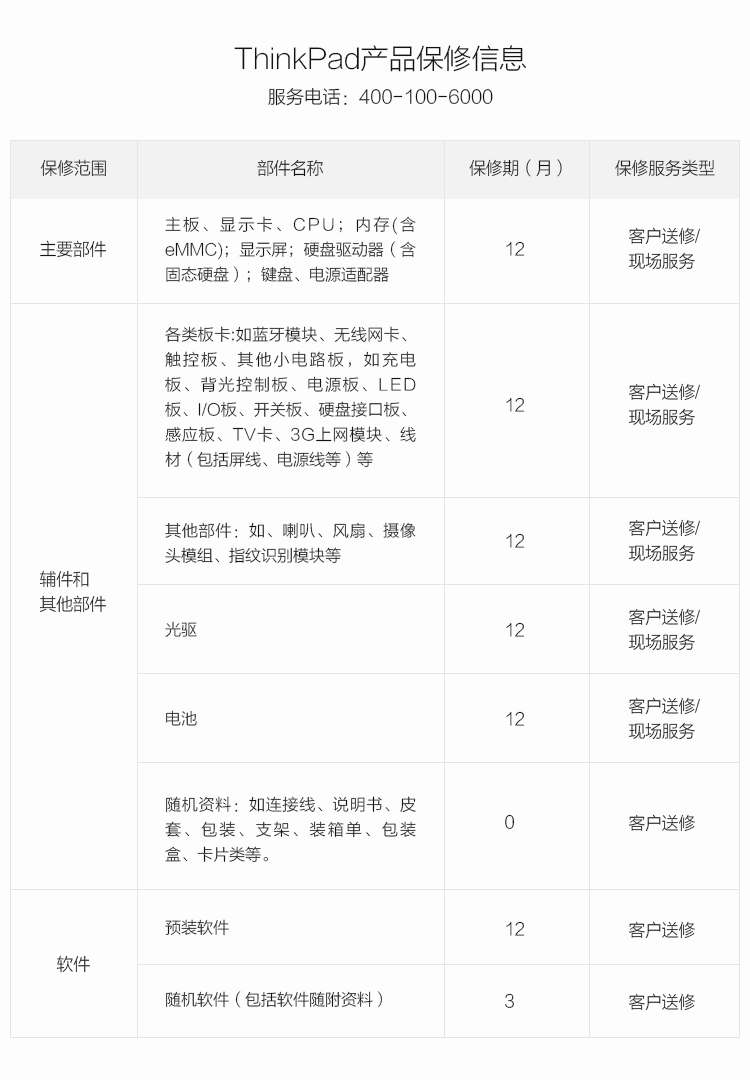 ThinkPad产品保修信息
服务电话：400-100-6000
保修范围
部件名称
保修期（月）
保修服务类型
主要部件
主板、显示卡、CPU；内存(含
eMMC)；显示屏；硬盘驱动器（含
固态硬盘）；键盘、电源适配器
12
客户送修/
现场服务
辅件和
其他部件
各类板卡:如蓝牙模块、无线网卡、
触控板、其他小电路板，如充电
板、背光控制板、电源板、LED
板、I/O板、开关板、硬盘接口板、
感应板、TV卡、3G上网模块、线
材（包括屏线、电源线等）等
12
客户送修/
现场服务
其他部件：如、喇叭、风扇、摄像
头模组、指纹识别模块等
12
客户送修/
现场服务
光驱
12
客户送修/
现场服务
电池
12
客户送修/
现场服务
随机资料：如连接线、说明书、皮
套、包装、支架、装箱单、包装
盒、卡片类等。
0
客户送修
软件
预装软件
12
客户送修
随机软件（包括软件随附资料）
3
客户送修